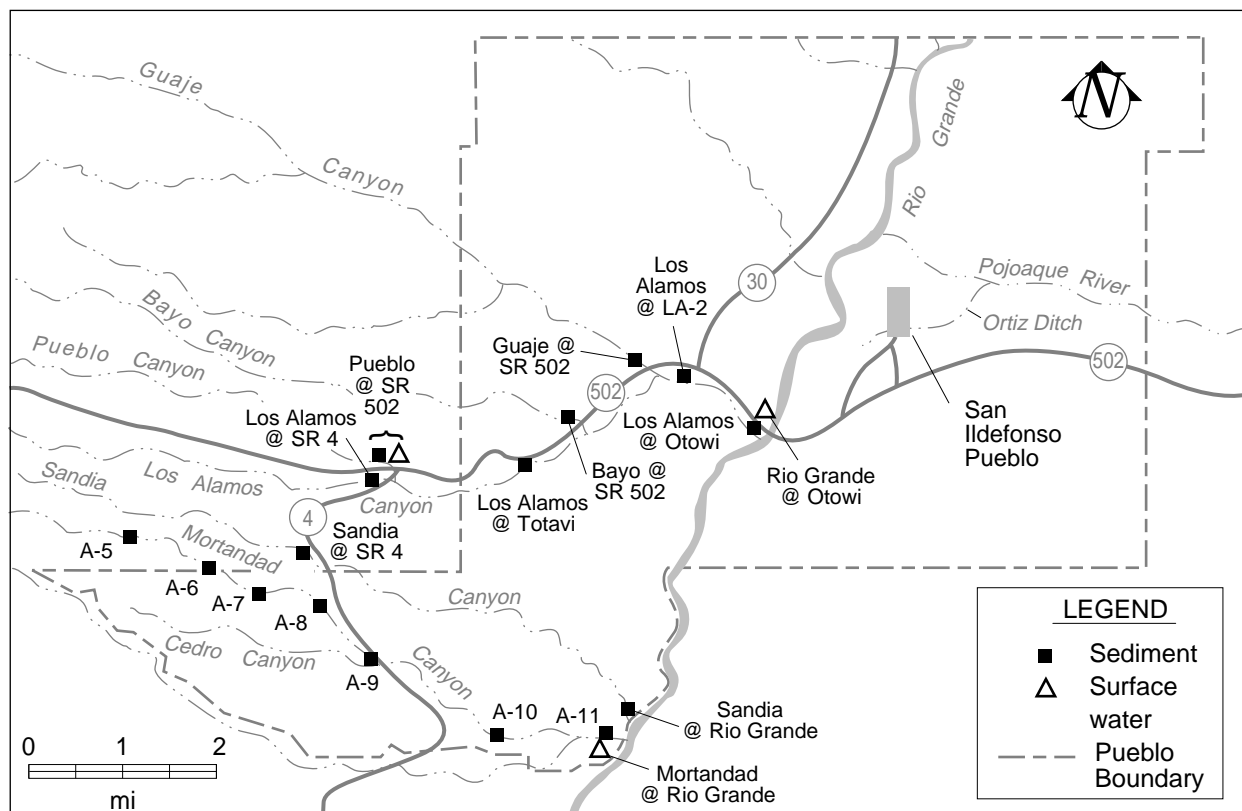 Guaje
Canyon
N
Rio
Grande
Pojoaque River
Ortiz Ditch
30
Los
Alamos
@ LA-2
Bayo Canyon
Pueblo Canyon
Guaje @
SR 502
Pueblo
@ SR
502
502
502
Los Alamos
@ SR 4
Los Alamos
@ Otowi
San
Ildefonso
Pueblo
Sandia
Los Alamos
Canyon
Bayo @
SR 502
Rio Grande
@ Otowi
Los Alamos
@ Totavi
4
Sandia
@ SR 4
Mortandad
A-5
A-6
A-7
A-8
Canyon
Cedro Canyon
Canyon
A-9
A-10
A-11
Sandia
@ Rio Grande
Mortandad
@ Rio Grande
0 1 2
mi
LEGEND
Sediment
Surface
water
Pueblo
Boundary